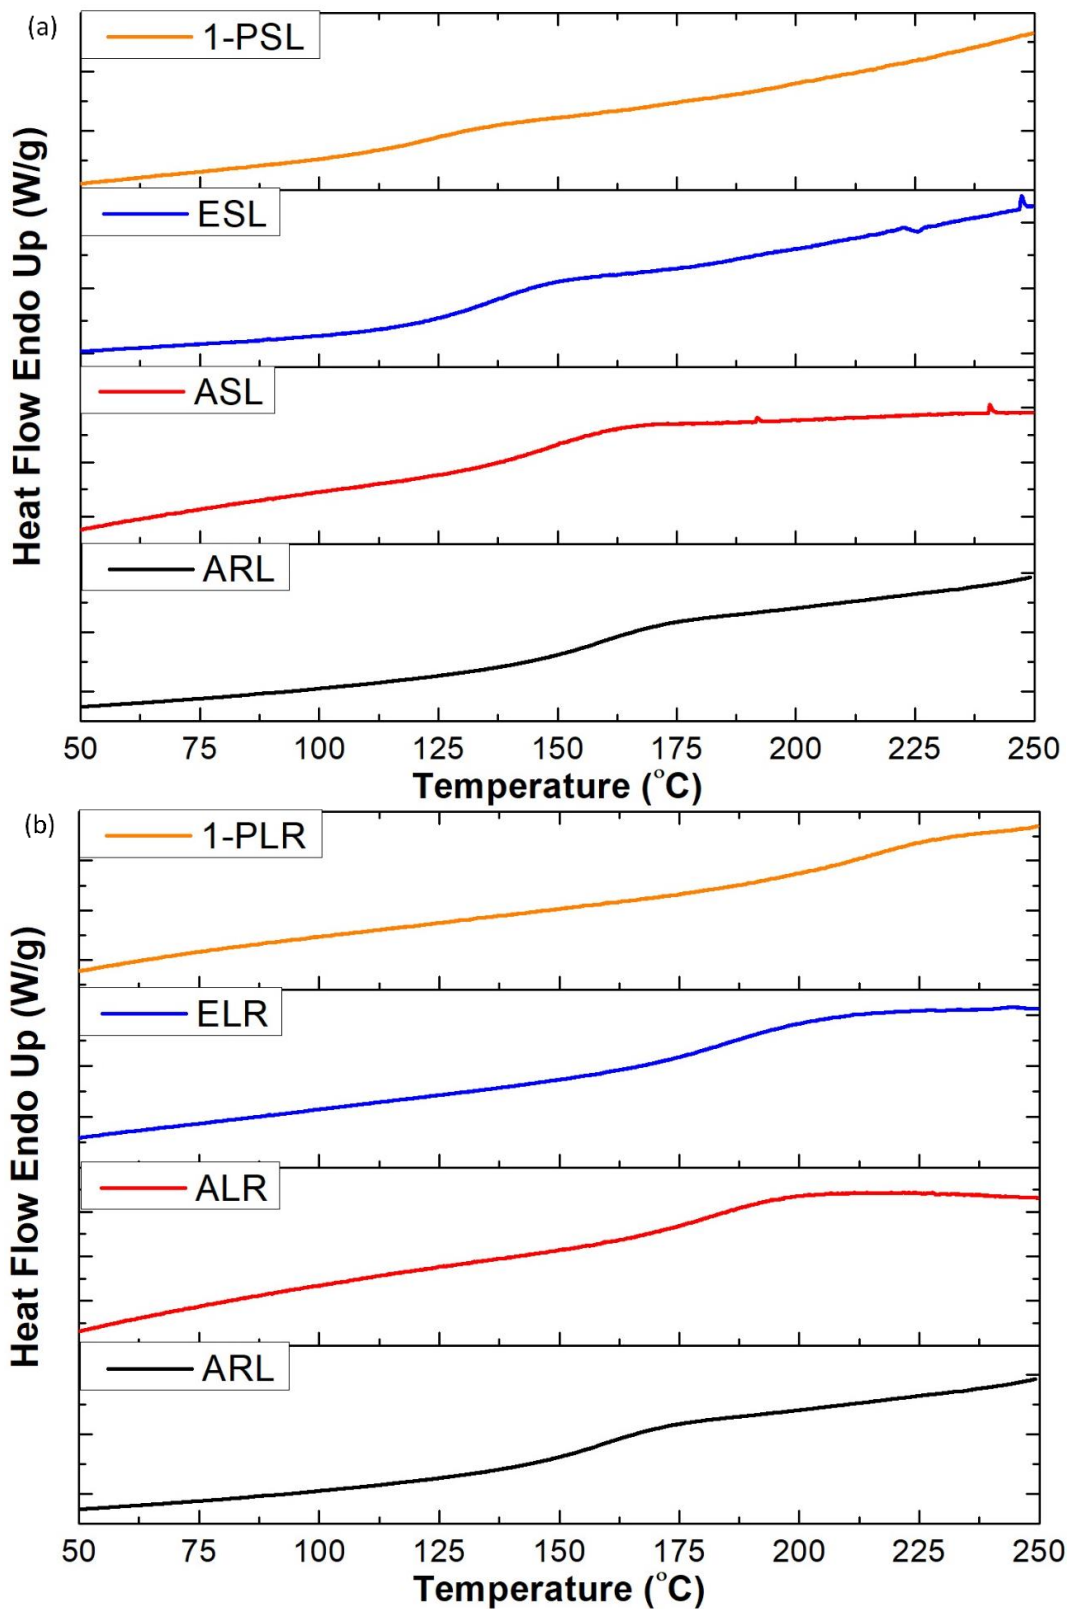 (a)
1-PSL
ESL
ASL
ARL
Heat Flow Endo Up (W/g)
50 75 100 125 150 175 200 225 250
Temperature (°C)
(b)
1-PLR
ELR
ALR
ARL
Heat Flow Endo Up (W/g)
50 75 100 125 150 175 200 225 250
Temperature (°C)